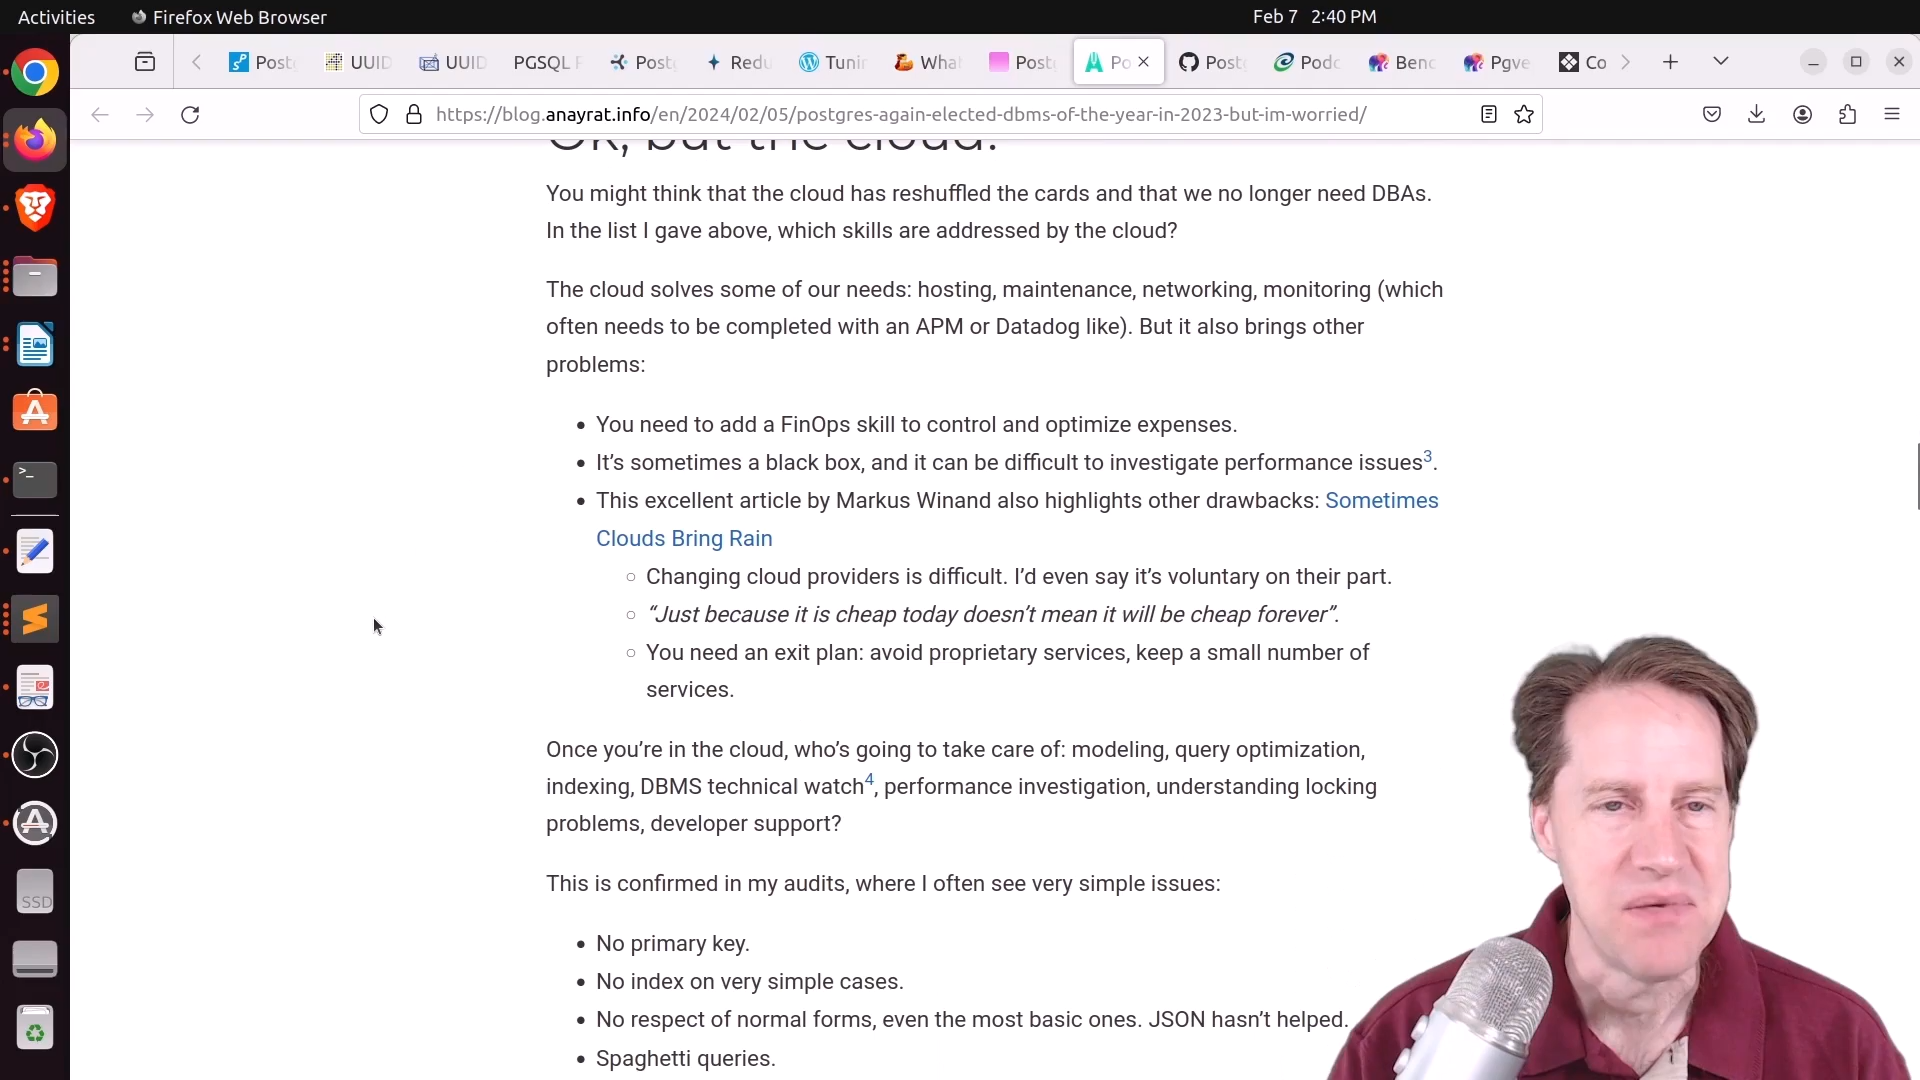 Activities
Firefox Web Browser
Feb 7 2:40 PM
Post
UUID
UUID
PGSQL
Post
Redu
Tunin
What
Post
Po
Post
Podc
Benc
Pgve
Co
https://blog.anayrat.info/en/2024/02/05/postgres-again-elected-dbms-of-the-year-in-2023-but-im-worried/
Ok, but the cloud?
You might think that the cloud has reshuffled the cards and that we no longer need DBAs.
In the list I gave above, which skills are addressed by the cloud?
The cloud solves some of our needs: hosting, maintenance, networking, monitoring (which
often needs to be completed with an APM or Datadog like). But it also brings other
problems:
You need to add a FinOps skill to control and optimize expenses.
It’s sometimes a black box, and it can be difficult to investigate performance issues3.
This excellent article by Markus Winand also highlights other drawbacks: Sometimes
Clouds Bring Rain
Changing cloud providers is difficult. I’d even say it’s voluntary on their part.
“Just because it is cheap today doesn’t mean it will be cheap forever”.
You need an exit plan: avoid proprietary services, keep a small number of
services.
Once you’re in the cloud, who’s going to take care of: modeling, query optimization,
indexing, DBMS technical watch4, performance investigation, understanding locking
problems, developer support?
This is confirmed in my audits, where I often see very simple issues:
No primary key.
No index on very simple cases.
No respect of normal forms, even the most basic ones. JSON hasn’t helped.
Spaghetti queries.
SSD